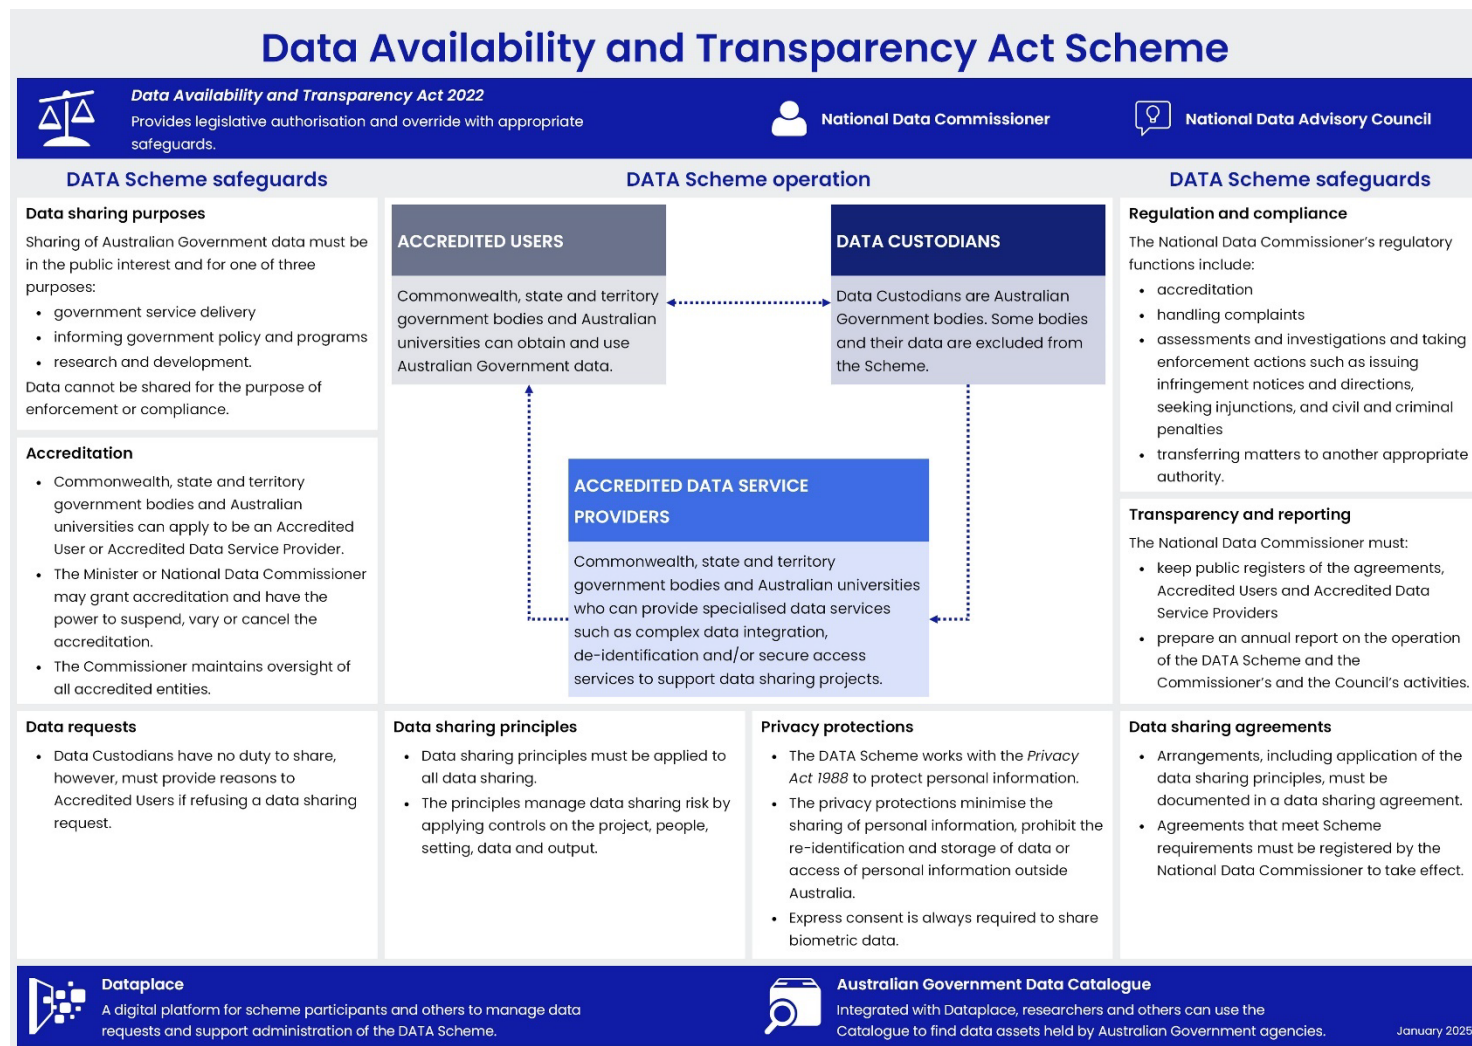 Data Availability and Transparency Act Scheme
Data Availability and Transparency Act 2022
Provides legislative authorisation and override with appropriate
safeguards.
National Data Commissioner
National Data Advisory Council
DATA Scheme safeguards
Data sharing purposes
Sharing of Australian Government data must be
in the public interest and for one of three
purposes:
• government service delivery
• informing government policy and programs
• research and development.
Data cannot be shared for the purpose of
enforcement or compliance.
Accreditation
• Commonwealth, state and territory
government bodies and Australian
universities can apply to be an Accredited
User or Accredited Data Service Provider.
• The Minister or National Data Commissioner
may grant accreditation and have the
power to suspend, vary or cancel the
accreditation.
• The Commissioner maintains oversight of
all accredited entities.
DATA Scheme operation
ACCREDITED USERS
Commonwealth, state and territory
government bodies and Australian
universities can obtain and use
Australian Government data.
DATA CUSTODIANS
Data Custodians are Australian
Government bodies. Some bodies
and their data are excluded from
the Scheme.
ACCREDITED DATA SERVICE
PROVIDERS
Commonwealth, state and territory
government bodies and Australian universities
who can provide specialised data services
such as complex data integration,
de-identification and/or secure access
services to support data sharing projects.
DATA Scheme safeguards
Regulation and compliance
The National Data Commissioner's regulatory
functions include:
• accreditation
• handling complaints
• assessments and investigations and taking
enforcement actions such as issuing
infringement notices and directions,
seeking injunctions, and civil and criminal
penalties
• transferring matters to another appropriate
authority.
Transparency and reporting
The National Data Commissioner must:
• keep public registers of the agreements,
Accredited Users and Accredited Data
Service Providers
• prepare an annual report on the operation
of the DATA Scheme and the
Commissioner's and the Council's activities.
Data requests
• Data Custodians have no duty to share,
however, must provide reasons to
Accredited Users if refusing a data sharing
request.
Data sharing principles
• Data sharing principles must be applied to
all data sharing.
• The principles manage data sharing risk by
applying controls on the project, people,
setting, data and output.
Privacy protections
• The DATA Scheme works with the Privacy
Act 1988 to protect personal information.
• The privacy protections minimise the
sharing of personal information, prohibit the
re-identification and storage of data or
access of personal information outside
Australia.
• Express consent is always required to share
biometric data.
Data sharing agreements
• Arrangements, including application of the
data sharing principles, must be
documented in a data sharing agreement.
• Agreements that meet Scheme
requirements must be registered by the
National Data Commissioner to take effect.
Dataplace
A digital platform for scheme participants and others to manage data
requests and support administration of the DATA Scheme.
Australian Government Data Catalogue
Integrated with Dataplace, researchers and others can use the
Catalogue to find data assets held by Australian Government agencies.
January 2025